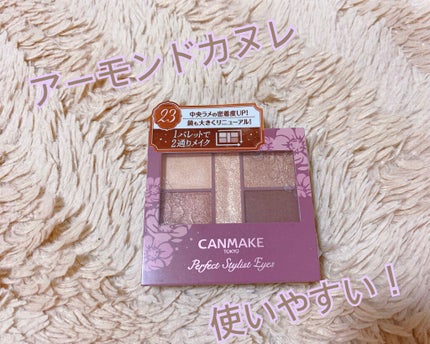 アーモンドカヌレ
23
中央ラメの密着度UP!
鏡も大きくリニューアル!
1パレットで
2通りメイク
CANMAKE
TOKYO
Perfect Stylist Eyes
使いやすい!